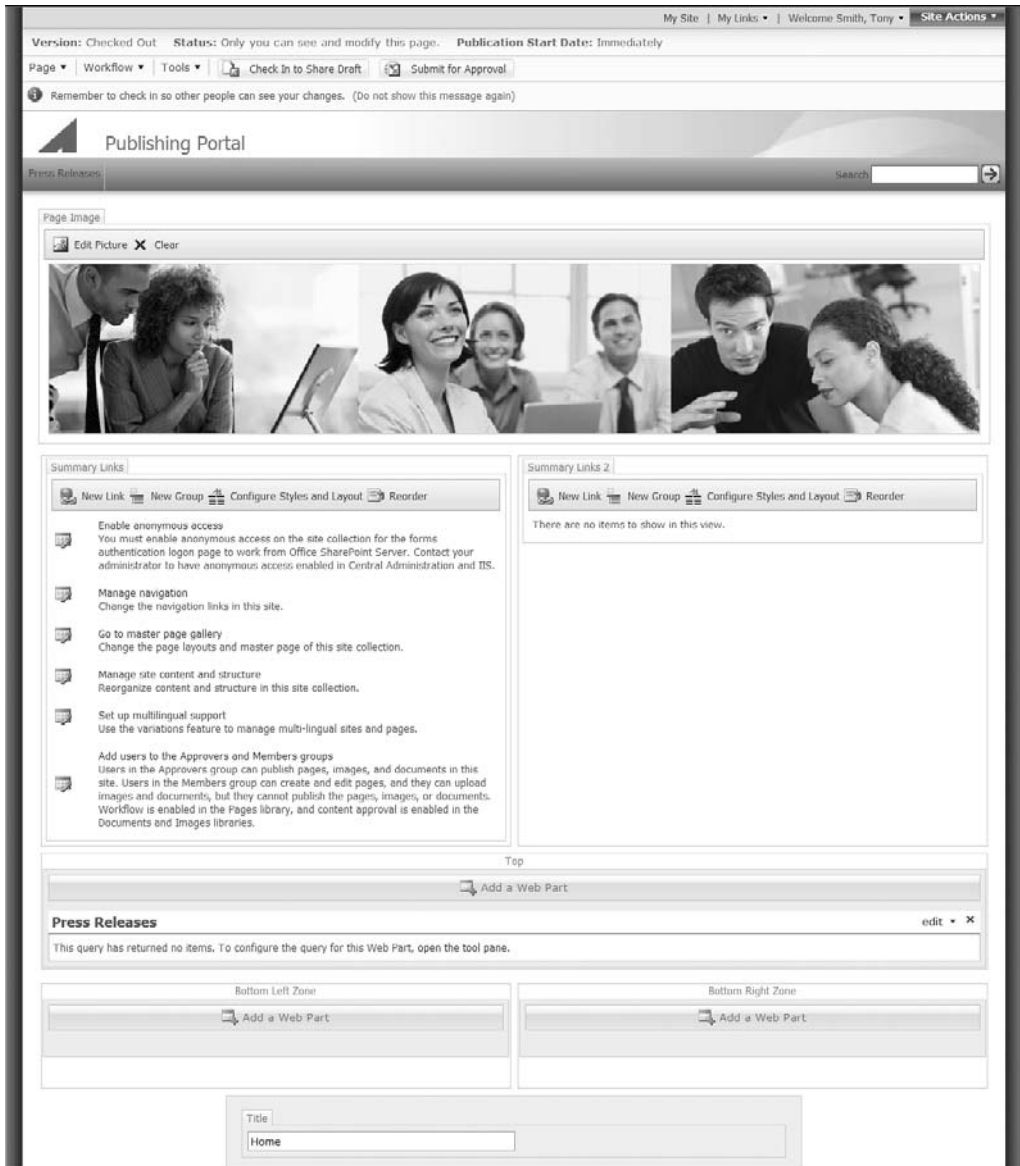 My Site | My Links | Welcome Smith, Tony Site Actions
Version: Checked Out Status: Only you can see and modify this page. Publication Start Date: Immediately
Page Workflow Tools Check In to Share Draft Submit for Approval
Remember to check in so other people can see your changes. (Do not show this message again)
Publishing Portal
Press Releases Search
Page Image
Edit Picture Clear
Summary Links
New Link New Group Configure Styles and Layout Reorder
Enable anonymous access
You must enable anonymous access on the site collection for the forms
authentication logon page to work from Office SharePoint Server. Contact your
administrator to have anonymous access enabled in Central Administration and IIS.
Manage navigation
Change the navigation links in this site.
Go to master page gallery
Change the page layouts and master page of this site collection.
Manage site content and structure
Reorganize content and structure in this site collection.
Set up multilingual support
Use the variations feature to manage multi-lingual sites and pages.
Add users to the Approvers and Members groups
Users in the Approvers group can publish pages, images, and documents in this
site. Users in the Members group can create and edit pages, and they can upload
images and documents, but they cannot publish the pages, images, or documents.
Workflow is enabled in the Pages library, and content approval is enabled in the
Documents and Images libraries.
Summary Links 2
New Link New Group Configure Styles and Layout Reorder
There are no items to show in this view.
Top
Add a Web Part
Press Releases edit
This query has returned no items. To configure the query for this Web Part, open the tool pane.
Bottom Left Zone
Add a Web Part
Bottom Right Zone
Add a Web Part
Title
Home